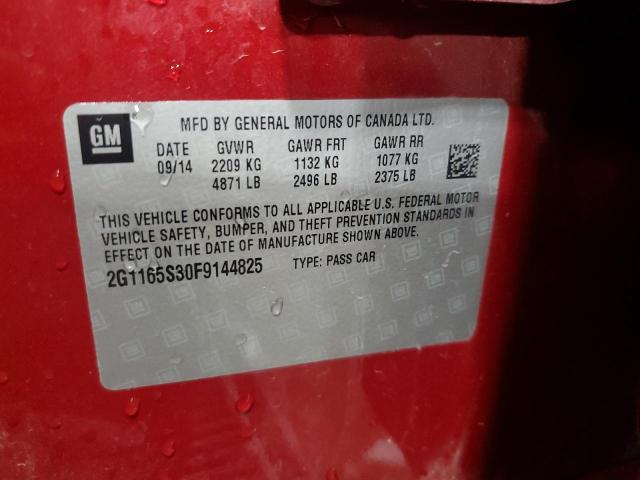 GM
MFD BY GENERAL MOTORS OF CANADA LTD.
DATE GVWR GAWR FRT GAWR RR
09/14 2209 KG 1132 KG 1077 KG
4871 LB 2496 LB 2375 LB
THIS VEHICLE CONFORMS TO ALL APPLICABLE U.S. FEDERAL MOTOR
VEHICLE SAFETY, BUMPER, AND THEFT PREVENTION STANDARDS IN
EFFECT ON THE DATE OF MANUFACTURE SHOWN ABOVE.
2G1165S30F9144825 TYPE: PASS CAR